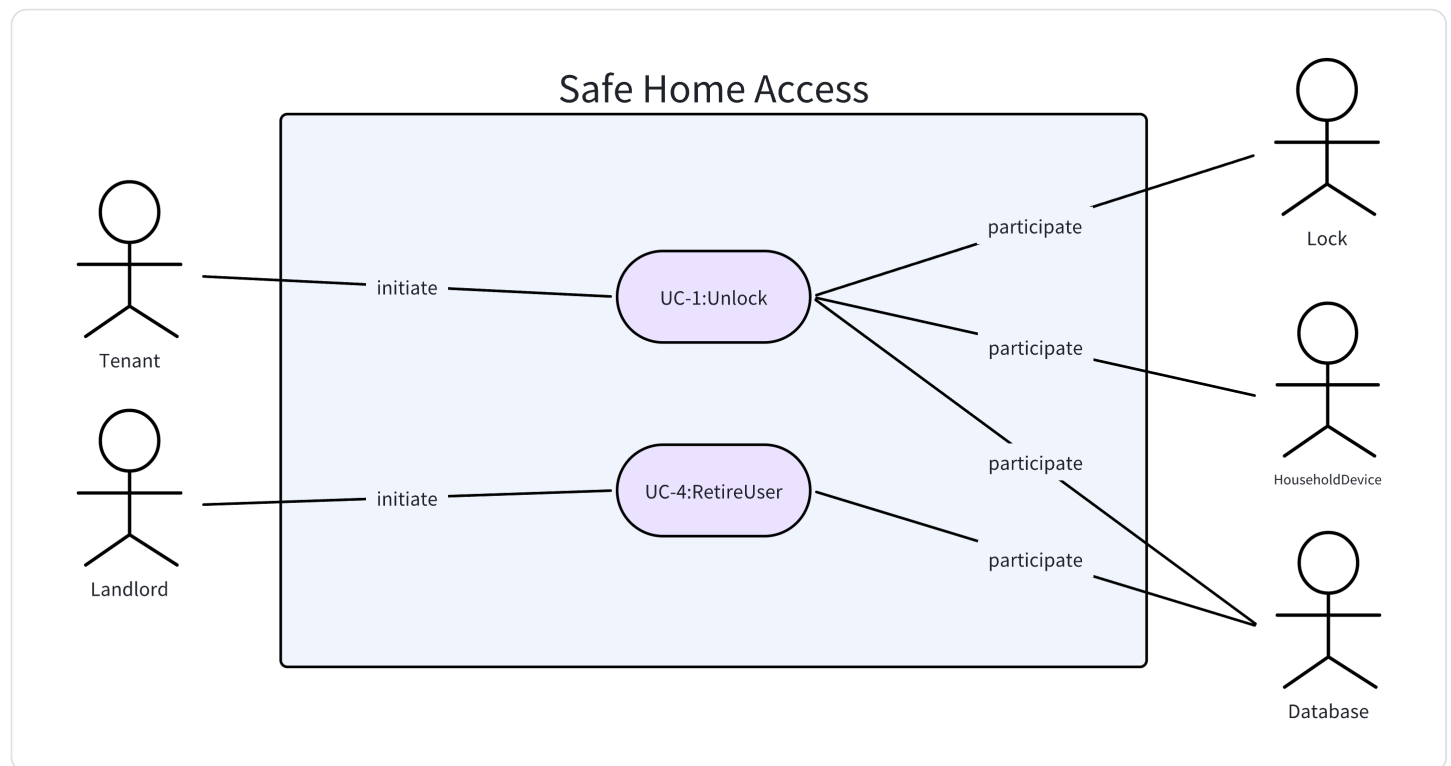 Safe Home Access
Tenant
initiate
UC-1:Unlock
participate
Lock
participate
HouseholdDevice
Landlord
initiate
UC-4:RetireUser
participate
participate
Database